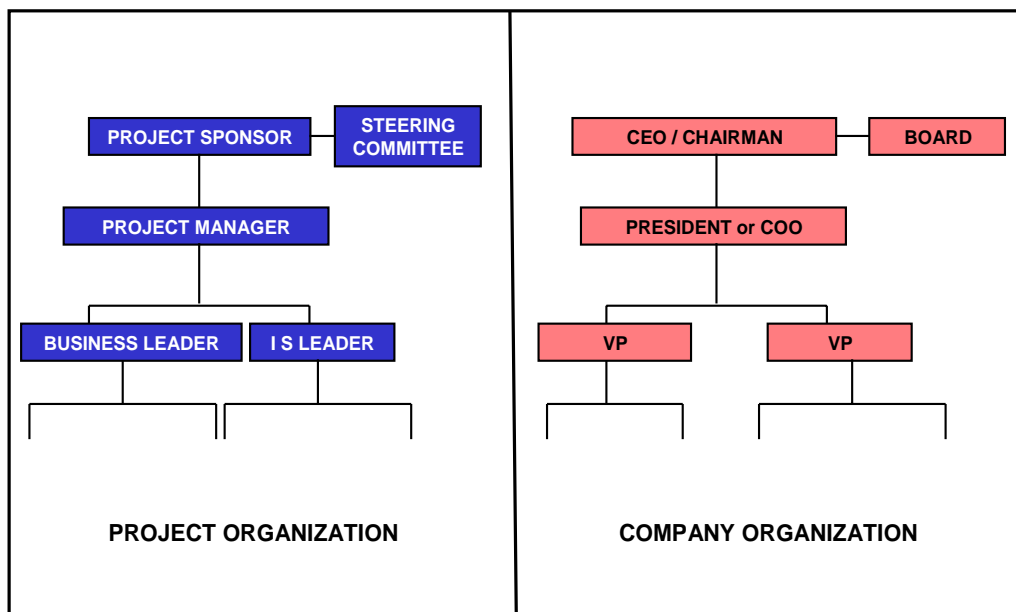 PROJECT SPONSOR
STEERING
COMMITTEE
PROJECT MANAGER
BUSINESS LEADER
I S LEADER
PROJECT ORGANIZATION
CEO / CHAIRMAN
BOARD
PRESIDENT or COO
VP
VP
COMPANY ORGANIZATION